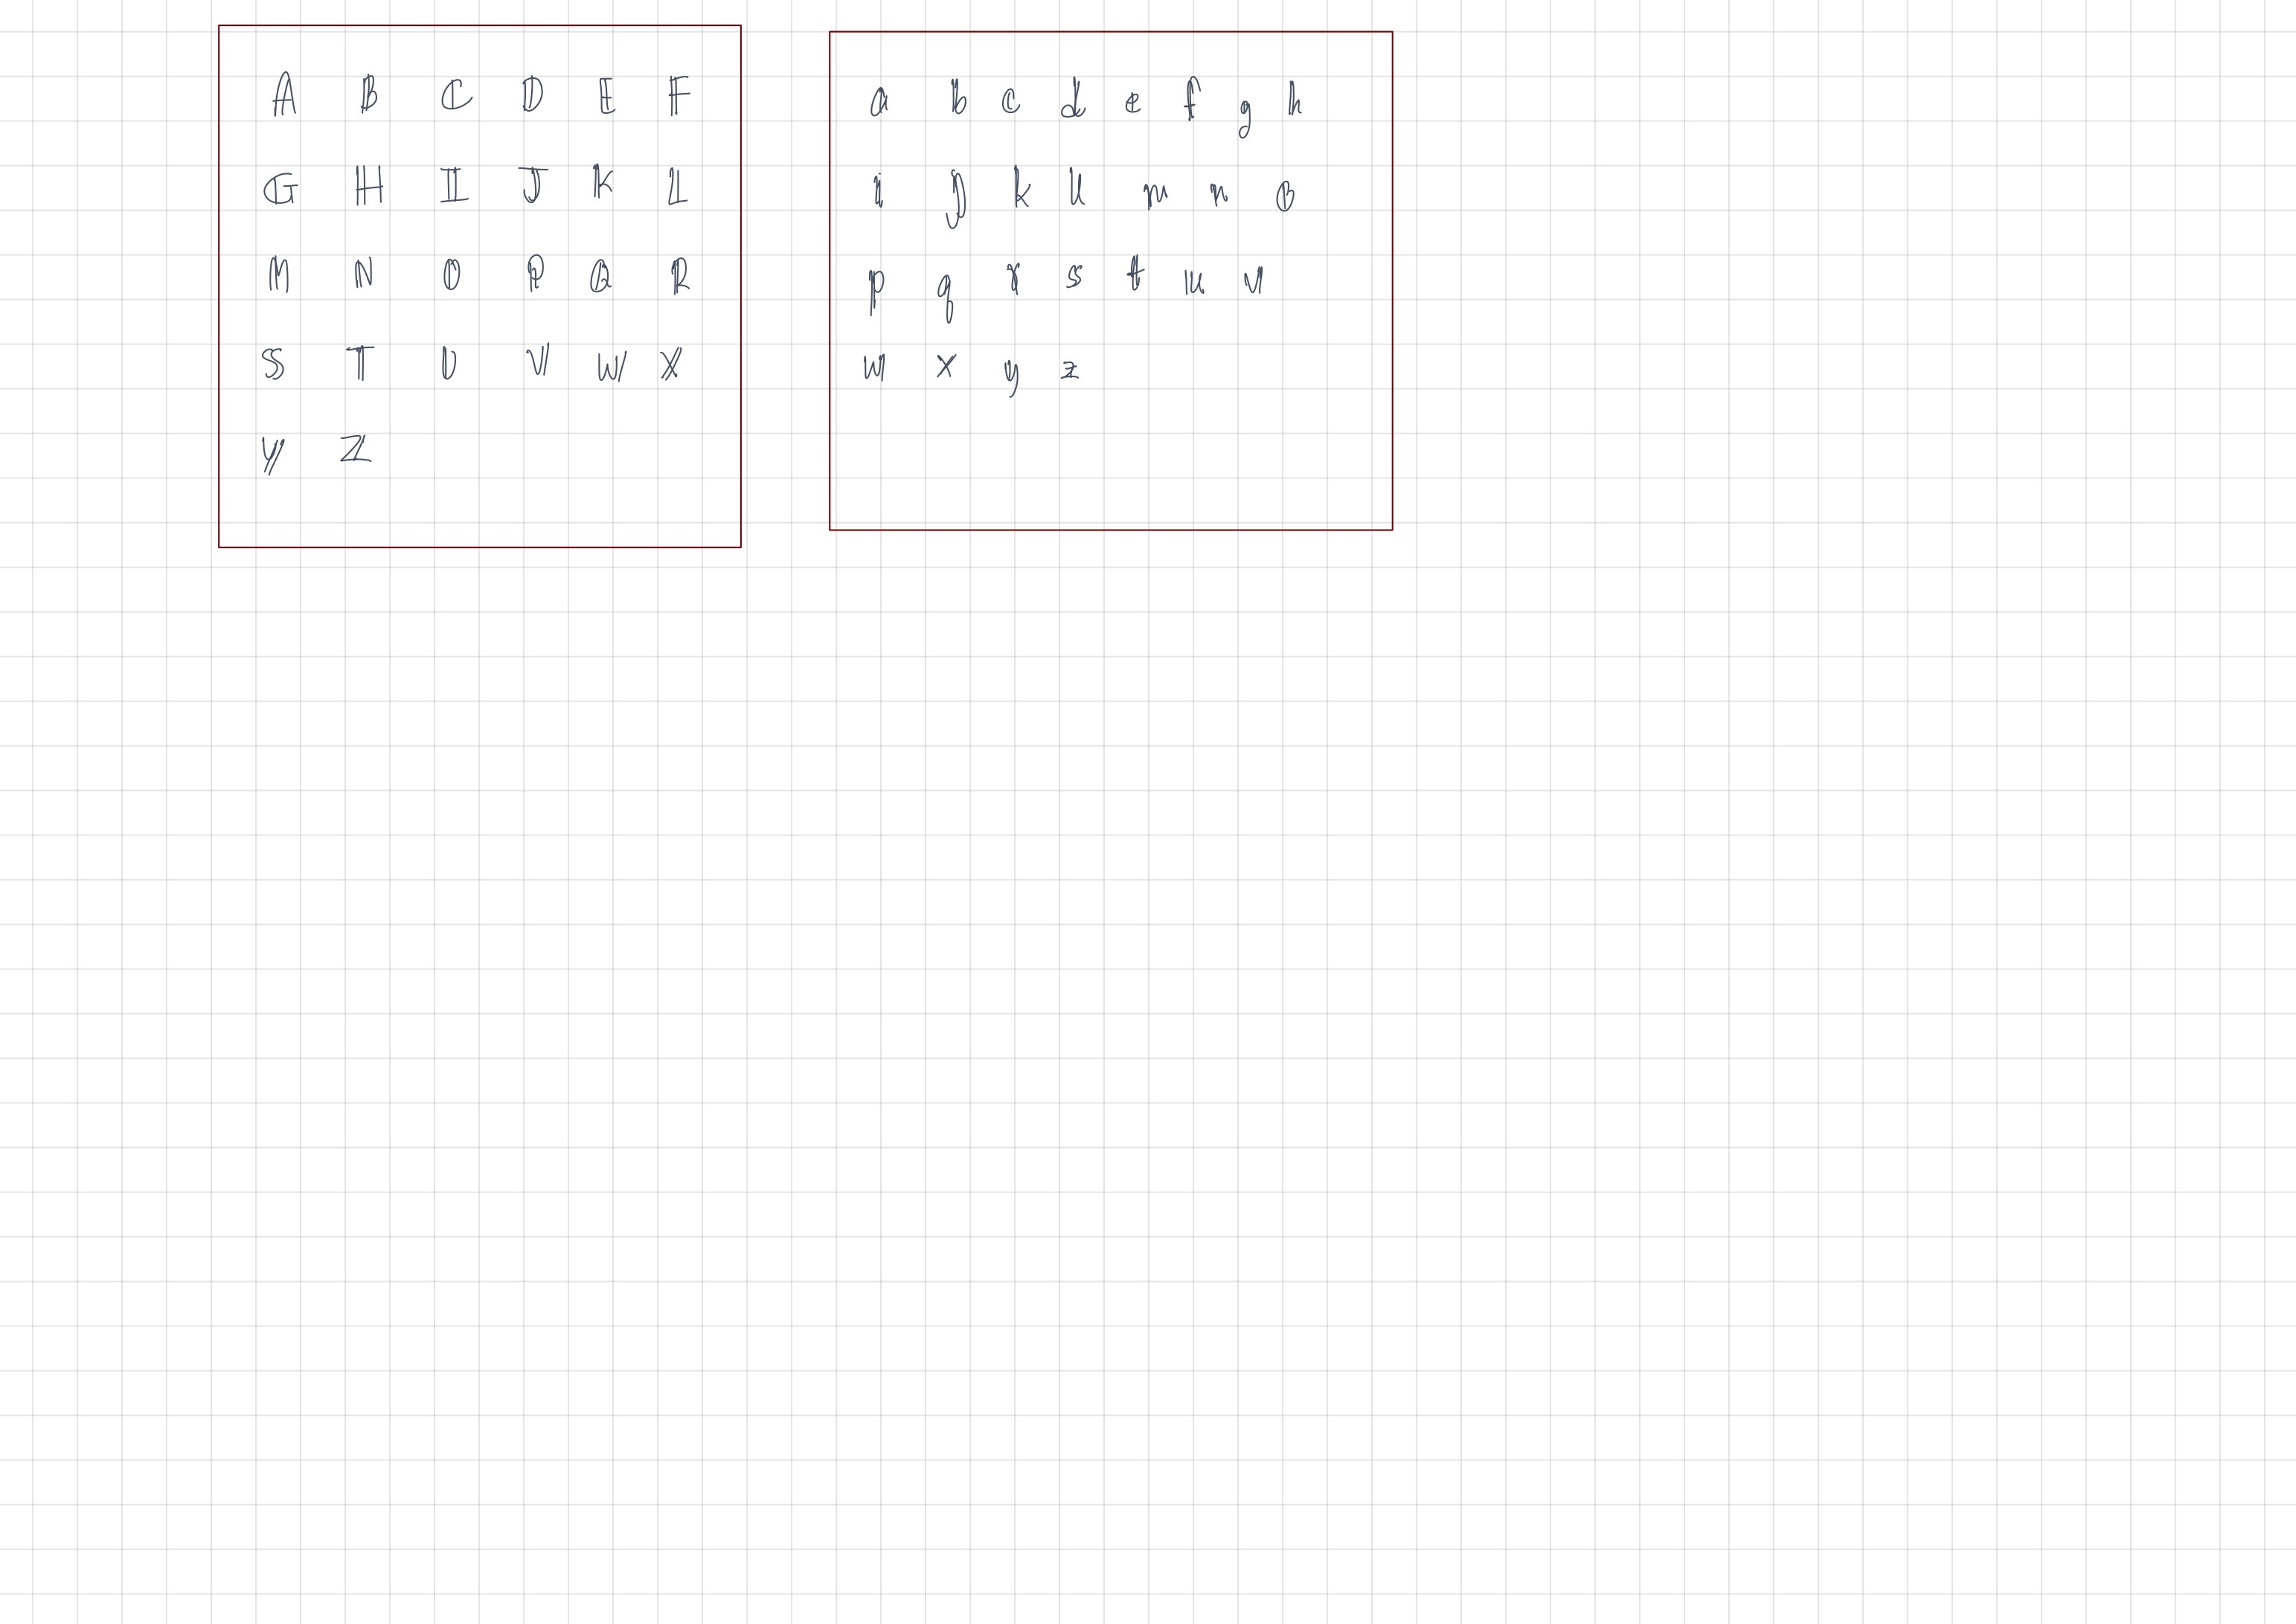 A B C D E F
G H I J K L
M N O P Q R
S T U V W X
Y Z
a b c d e f g h
i j k l m n o
p q r s t u v
w x y z